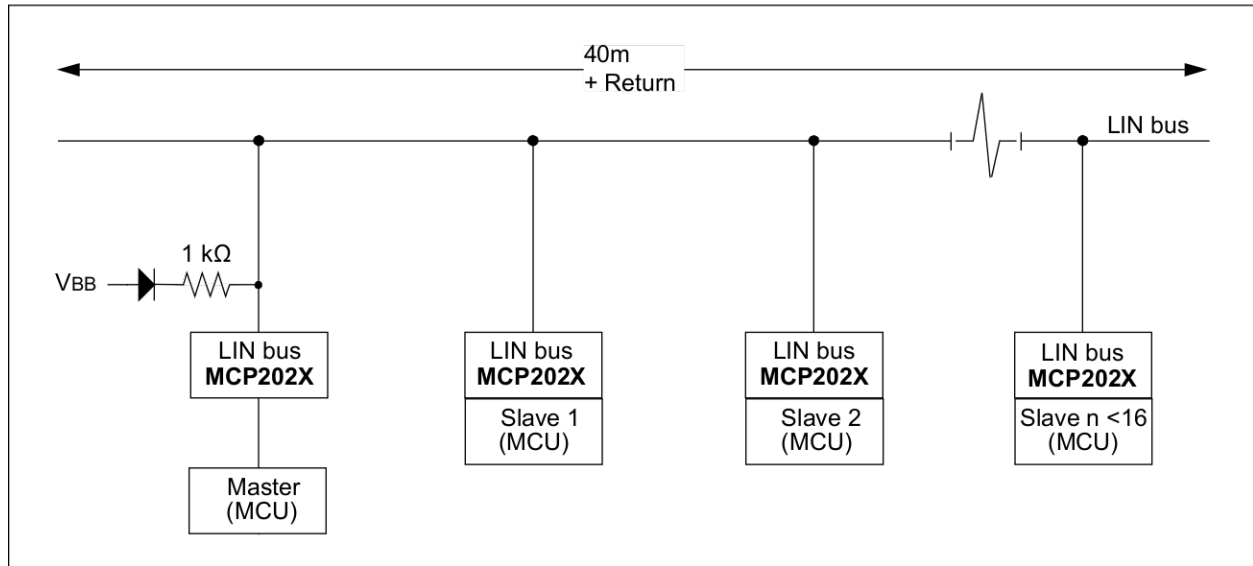 40m
+ Return
LIN bus
1 kΩ
VBB
LIN bus
MCP202X
Master
(MCU)
LIN bus
MCP202X
Slave 1
(MCU)
LIN bus
MCP202X
Slave 2
(MCU)
LIN bus
MCP202X
Slave n <16
(MCU)